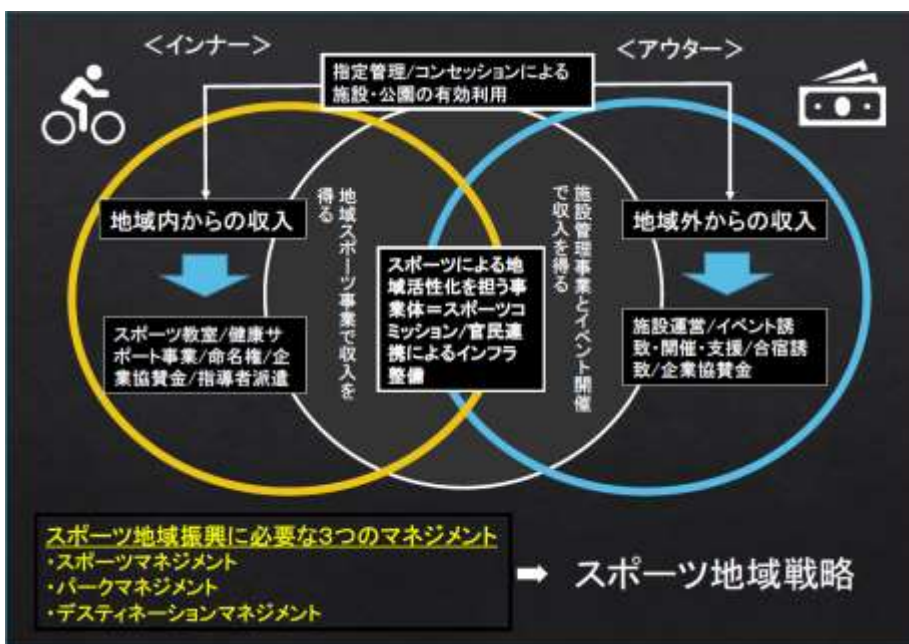 ＜インナー＞
＜アウター＞
指定管理/コンセッションによる
施設・公園の有効利用
地域内からの収入
スポーツ教室/健康サ
ポート事業/命名権/企
業協賛金/指導者派遣
地域スポーツ事業で収入を
得る
スポーツによる地
域活性化を担う事
業体＝スポーツコ
ミッション/官民連
携によるインフラ
整備
施設管理事業とイベント開催
で収入を得る
地域外からの収入
施設運営/イベント誘
致・開催・支援/合宿誘
致/企業協賛金
スポーツ地域振興に必要な3つのマネジメント
・スポーツマネジメント
・パークマネジメント
・デスティネーションマネジメント
スポーツ地域戦略